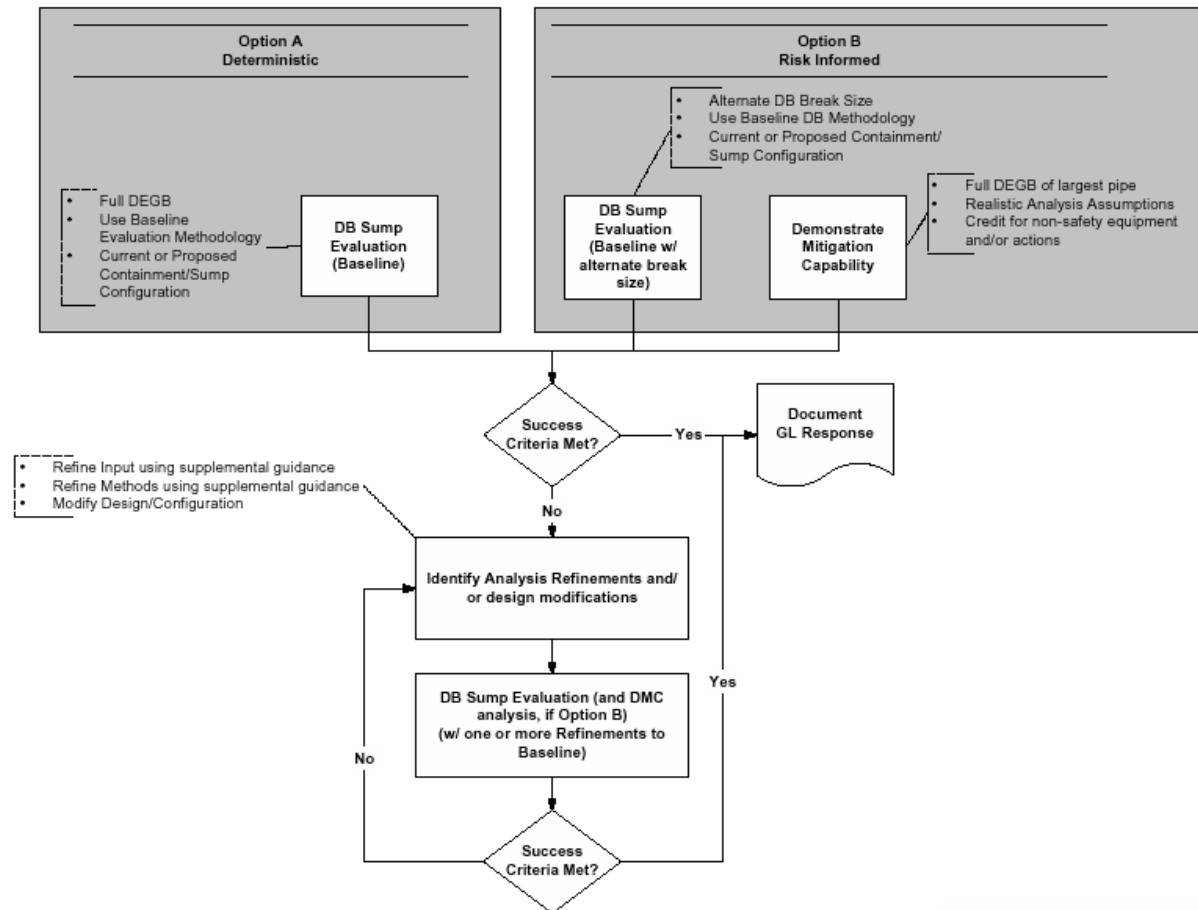 Option A
Deterministic
Option B
Risk Informed
• Alternate DB Break Size
• Use Baseline DB Methodology
• Current or Proposed Containment/
Sump Configuration
• Full DEGB
• Use Baseline
Evaluation Methodology
• Current or Proposed
Containment/Sump
Configuration
DB Sump
Evaluation
(Baseline)
DB Sump
Evaluation
(Baseline w/
alternate break
size)
Demonstrate
Mitigation
Capability
• Full DEGB of largest pipe
• Realistic Analysis Assumptions
• Credit for non-safety equipment
and/or actions
Success
Criteria Met?
Yes
Document
GL Response
No
• Refine Input using supplemental guidance
• Refine Methods using supplemental guidance
• Modify Design/Configuration
Identify Analysis Refinements and/
or design modifications
DB Sump Evaluation (and DMC
analysis, if Option B)
(w/ one or more Refinements to
Baseline)
Yes
No
Success
Criteria Met?